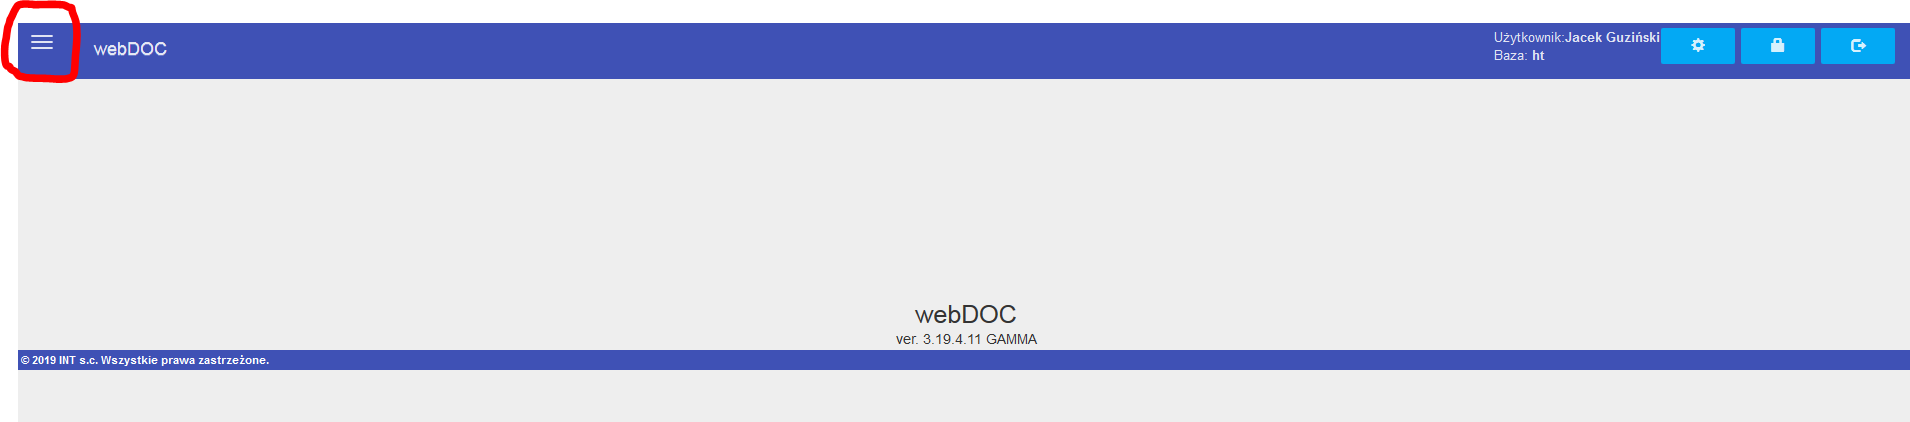 webDOC
Użytkownik:Jacek Guziński
Baza: ht
webDOC
ver. 3.19.4.11 GAMMA
© 2019 INT s.c. Wszystkie prawa zastrzeżone.